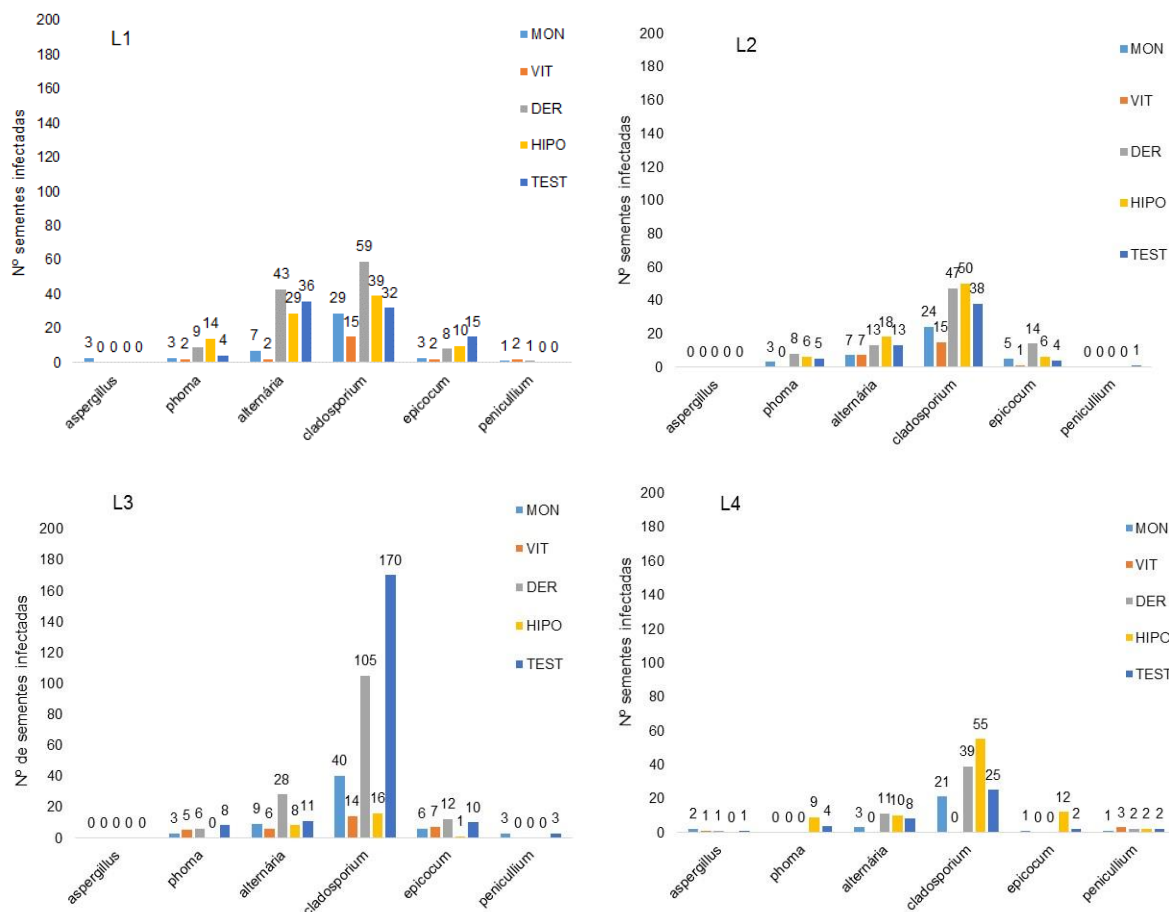 L1
Nº sementes infectadas
200
180
160
140
120
100
80
60
40
20
0
3 0 0 0 0
3 2 9 14 4
7 2 43 29 36
29 15 59 39 32
3 2 8 10 15
1 2 1 0 0
aspergillus
phoma
alternária
cladosporium
epicocum
penicullium
MON
VIT
DER
HIPO
TEST
L2
Nº sementes infectadas
200
180
160
140
120
100
80
60
40
20
0
0 0 0 0 0
3 0 8 6 5
7 7 13 18 13
24 15 47 50 38
5 1 14 6 4
0 0 0 0 1
aspergillus
phoma
alternária
cladosporium
epicocum
penicullium
MON
VIT
DER
HIPO
TEST
L3
Nº de sementes infectadas
200
180
160
140
120
100
80
60
40
20
0
0 0 0 0 0
3 5 6 0 8
9 6 28 8 11
40 14 105 16 170
6 7 12 1 10
3 0 0 0 3
aspergillus
phoma
alternária
cladosporium
epicocum
penicullium
MON
VIT
DER
HIPO
TEST
L4
Nº sementes infectadas
200
180
160
140
120
100
80
60
40
20
0
2 1 1 0 1
0 0 0 9 4
3 0 11 10 8
21 0 39 55 25
1 0 0 12 2
1 3 2 2 2
aspergillus
phoma
alternária
cladosporium
epicocum
penicullium
MON
VIT
DER
HIPO
TEST